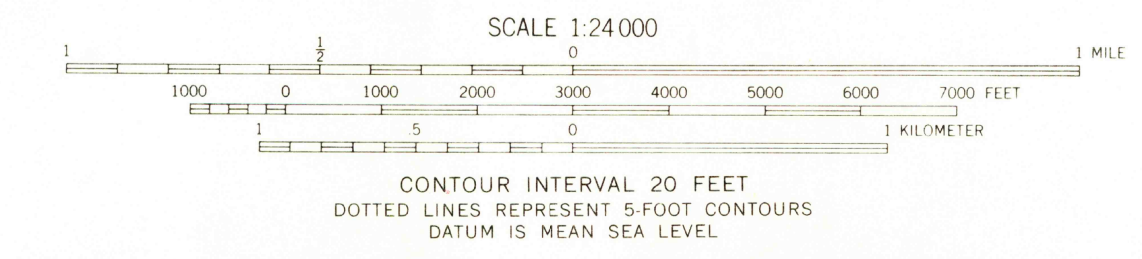 SCALE 1:24 000
1 1/2 0 1 MILE
1000 0 1000 2000 3000 4000 5000 6000 7000 FEET
1 .5 0 1 KILOMETER
CONTOUR INTERVAL 20 FEET
DOTTED LINES REPRESENT 5-FOOT CONTOURS
DATUM IS MEAN SEA LEVEL